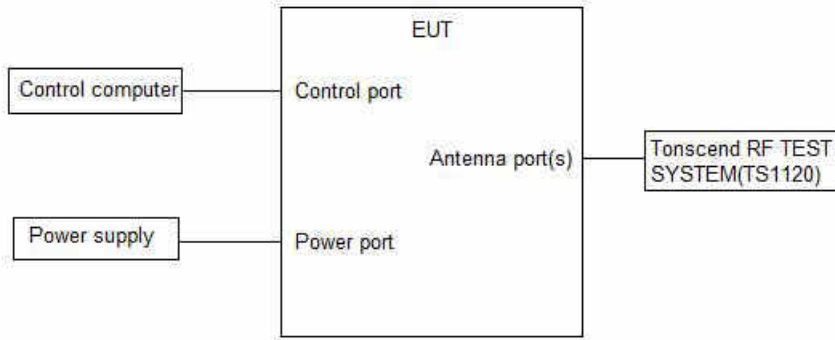 EUT
Control computer
Control port
Antenna port(s)
Tonscend RF TEST
SYSTEM(TS1120)
Power supply
Power port